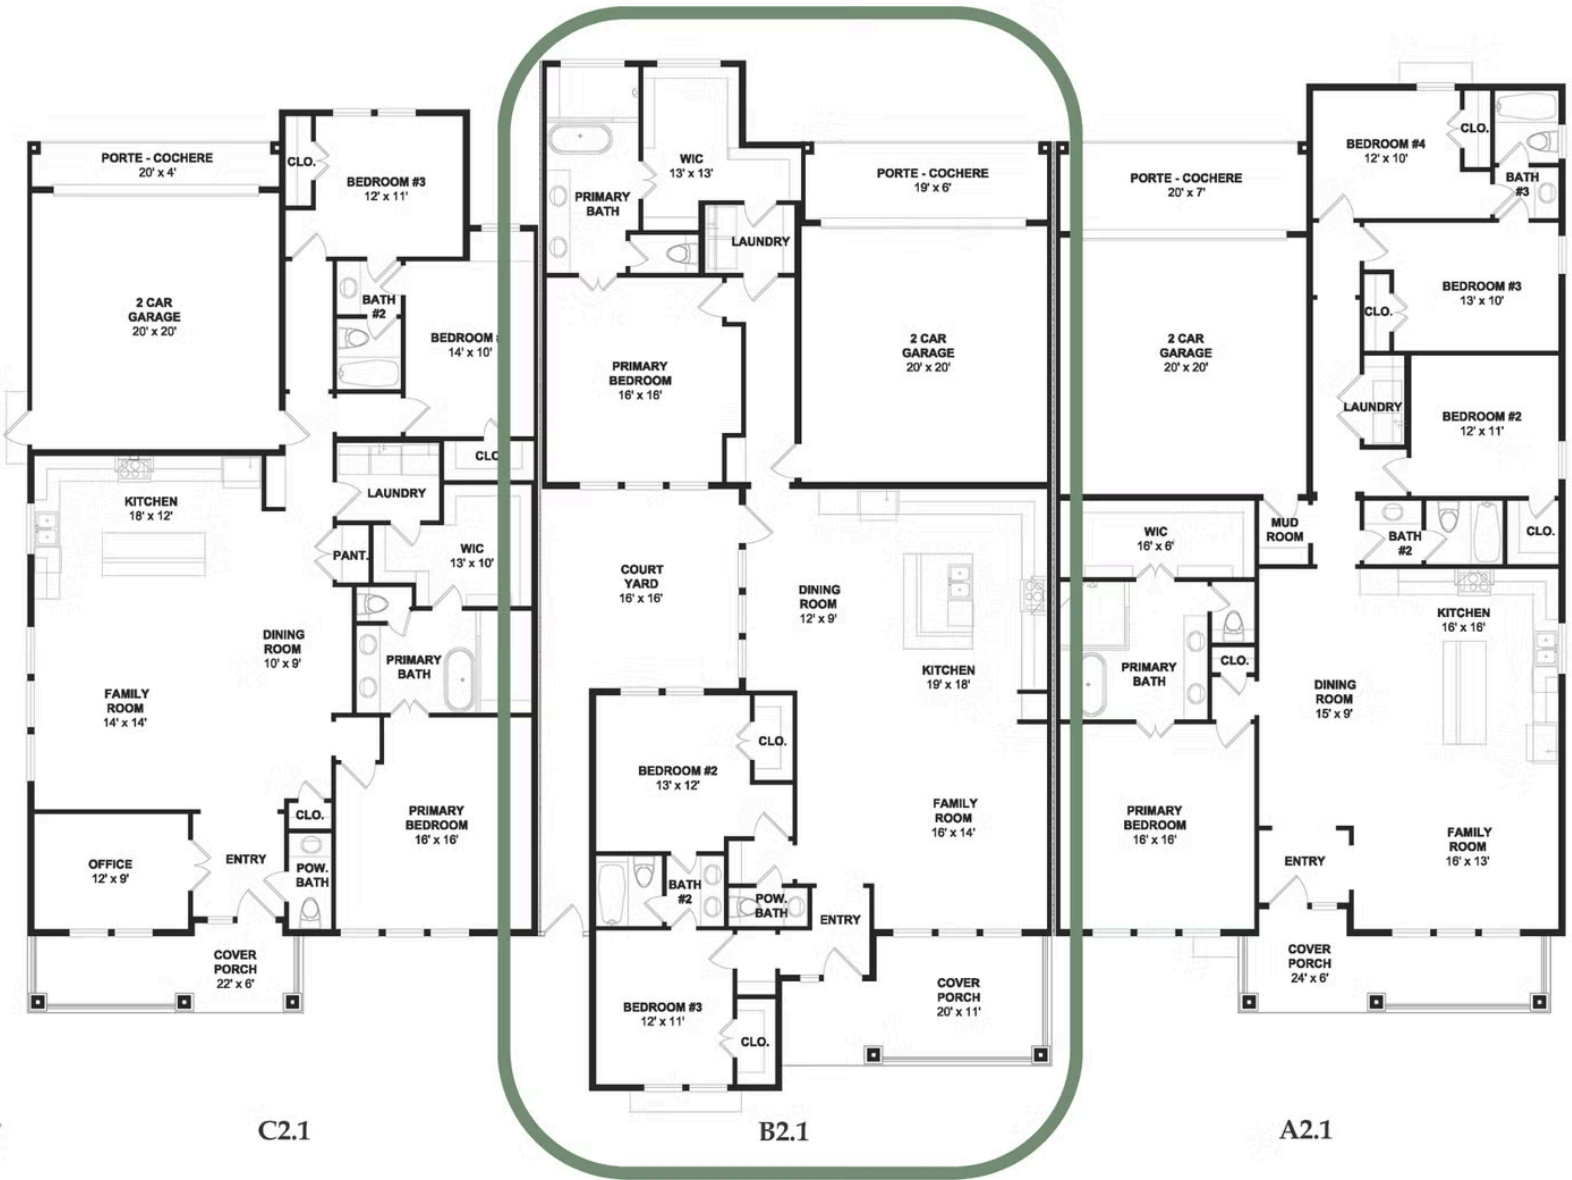 PORTE - COCHERE
20' x 4'
CLO.
BEDROOM #3
12' x 11'
2 CAR
GARAGE
20' x 20'
BATH
#2
BEDROOM
14' x 10'
CLO
KITCHEN
18' x 12'
LAUNDRY
PANT.
WIC
13' x 10'
DINING
ROOM
10' x 9'
PRIMARY
BATH
FAMILY
ROOM
14' x 14'
CLO.
PRIMARY
BEDROOM
16' x 16'
OFFICE
12' x 9'
ENTRY
POW.
BATH
COVER
PORCH
22' x 6'
C2.1
WIC
13' x 13'
PRIMARY
BATH
LAUNDRY
PORTE - COCHERE
19' x 6'
PRIMARY
BEDROOM
16' x 16'
2 CAR
GARAGE
20' x 20'
COURT
YARD
16' x 16'
DINING
ROOM
12' x 9'
KITCHEN
19' x 18'
BEDROOM #2
13' x 12'
CLO.
FAMILY
ROOM
16' x 14'
BATH
#2
POW.
BATH
ENTRY
BEDROOM #3
12' x 11'
CLO.
COVER
PORCH
20' x 11'
B2.1
PORTE - COCHERE
20' x 7'
BEDROOM #4
12' x 10'
CLO.
BATH
#3
BEDROOM #3
13' x 10'
CLO.
2 CAR
GARAGE
20' x 20'
LAUNDRY
BEDROOM #2
12' x 11'
WIC
16' x 6'
MUD
ROOM
BATH
#2
CLO.
KITCHEN
16' x 16'
PRIMARY
BATH
CLO.
DINING
ROOM
15' x 9'
PRIMARY
BEDROOM
16' x 16'
ENTRY
FAMILY
ROOM
16' x 13'
COVER
PORCH
24' x 6'
A2.1